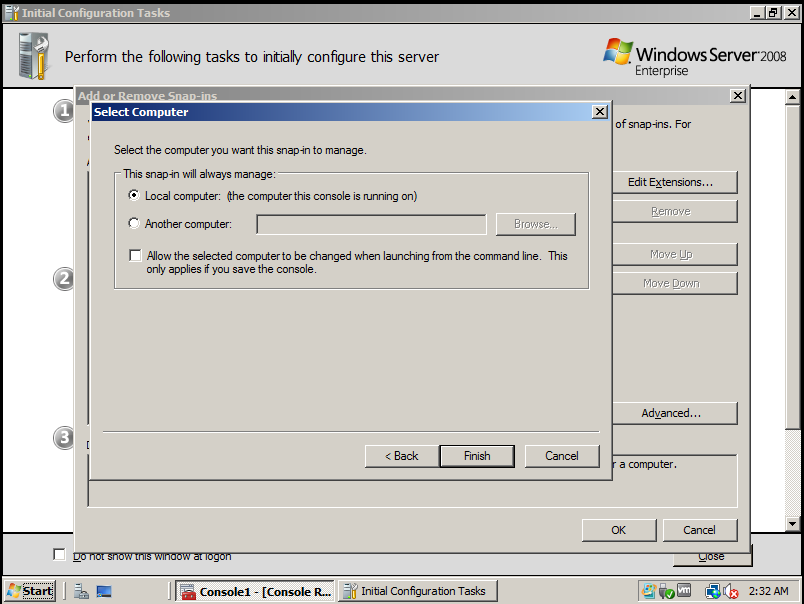 Initial Configuration Tasks
Perform the following tasks to initially configure this server
Windows Server 2008
Enterprise
Add or Remove Snap-ins
1
of snap-ins. For
Select Computer
Select the computer you want this snap-in to manage.
This snap-in will always manage:
Local computer: (the computer this console is running on)
Another computer:
Browse...
Allow the selected computer to be changed when launching from the command line. This
only applies if you save the console.
Edit Extensions...
Remove
Move Up
2
Move Down
Advanced...
3
< Back
Finish
Cancel
r a computer.
OK
Cancel
Do not show this window at logon
Close
Start
Console1 - [Console R...
Initial Configuration Tasks
2:32 AM